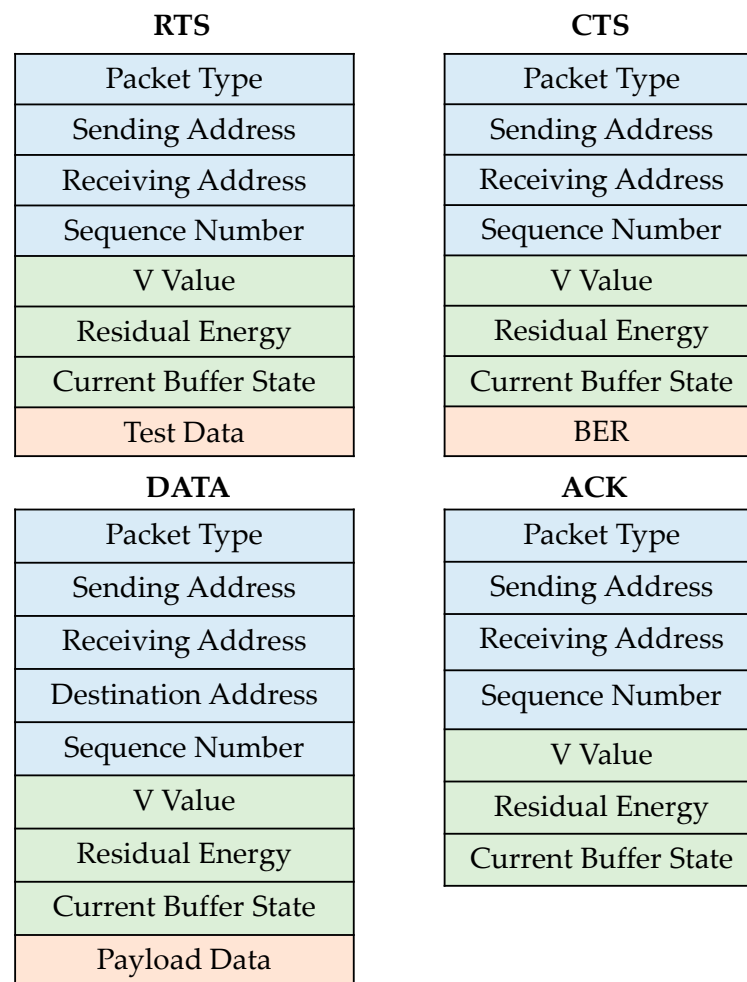 RTS
Packet Type
Sending Address
Receiving Address
Sequence Number
V Value
Residual Energy
Current Buffer State
Test Data
CTS
Packet Type
Sending Address
Receiving Address
Sequence Number
V Value
Residual Energy
Current Buffer State
BER
DATA
Packet Type
Sending Address
Receiving Address
Destination Address
Sequence Number
V Value
Residual Energy
Current Buffer State
Payload Data
ACK
Packet Type
Sending Address
Receiving Address
Sequence Number
V Value
Residual Energy
Current Buffer State